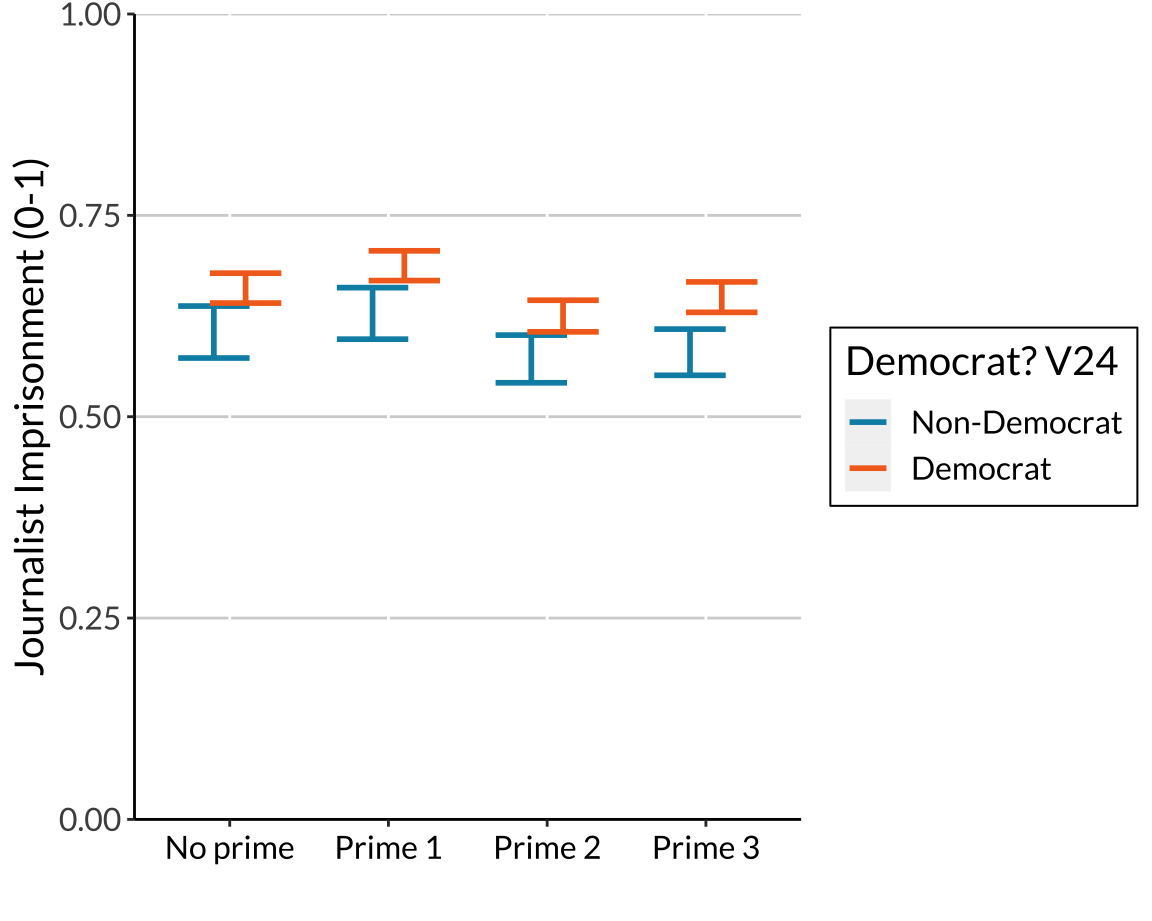 Journalist Imprisonment (0-1)
1.00
0.75
0.50
0.25
0.00
No prime
Prime 1
Prime 2
Prime 3
Democrat? V24
Non-Democrat
Democrat